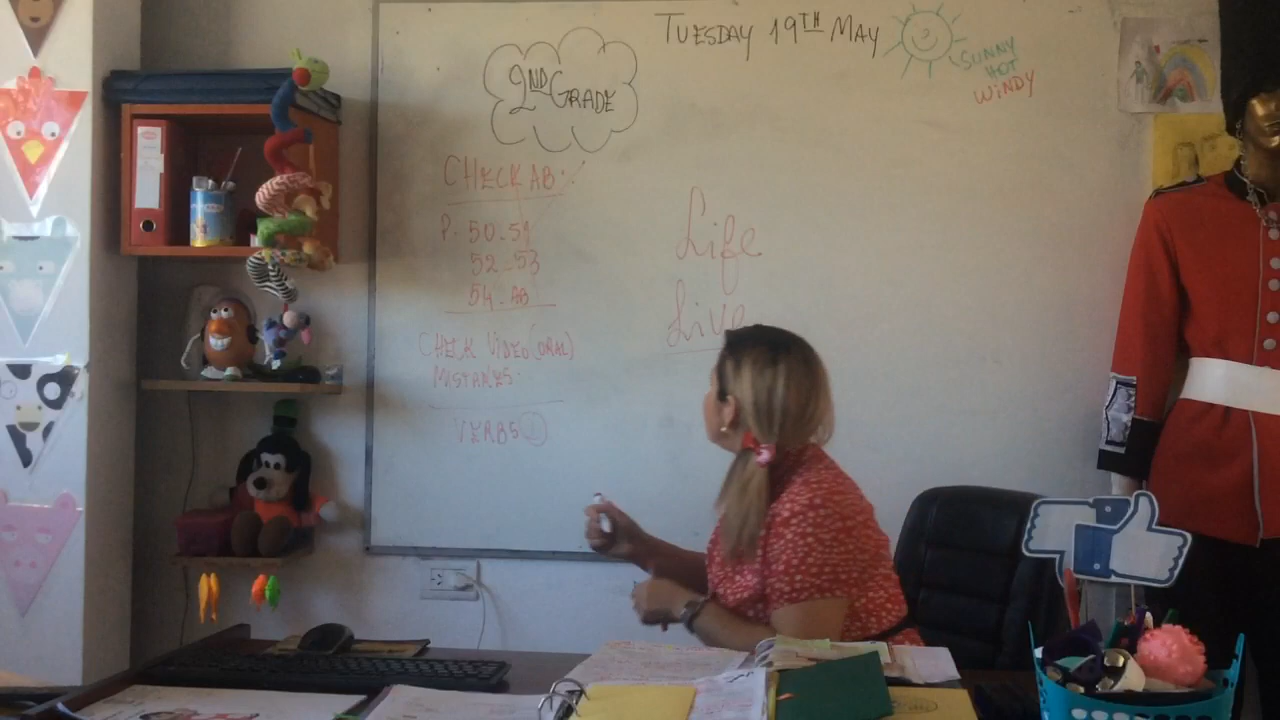 TUESDAY 19TH MAY
SUNNY
HOT
WINDY
2ND GRADE
CHECK AB:
P. 50-51
52-53
54-AB
CHECK VIDEO (ORAL)
MISTAKES.
VERBS 1
Life
Live